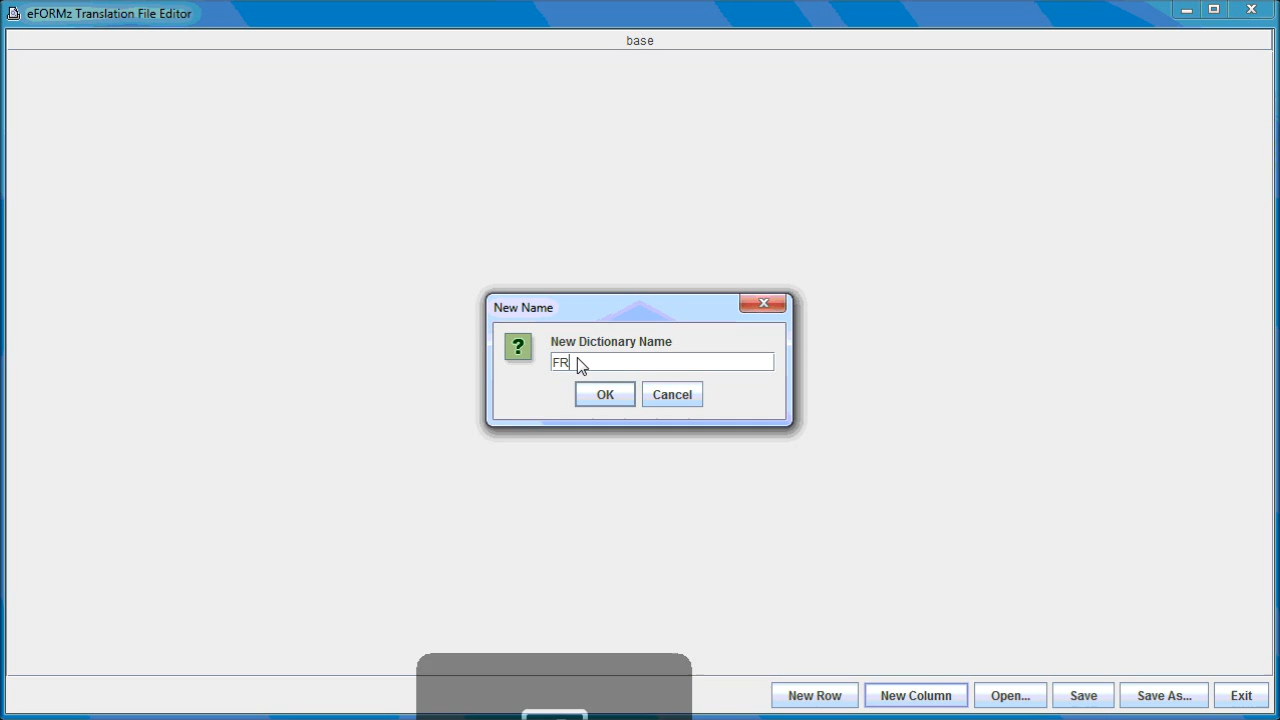 eFORMz Translation File Editor
base
New Name
New Dictionary Name
FR
OK Cancel
New Row New Column Open... Save Save As... Exit